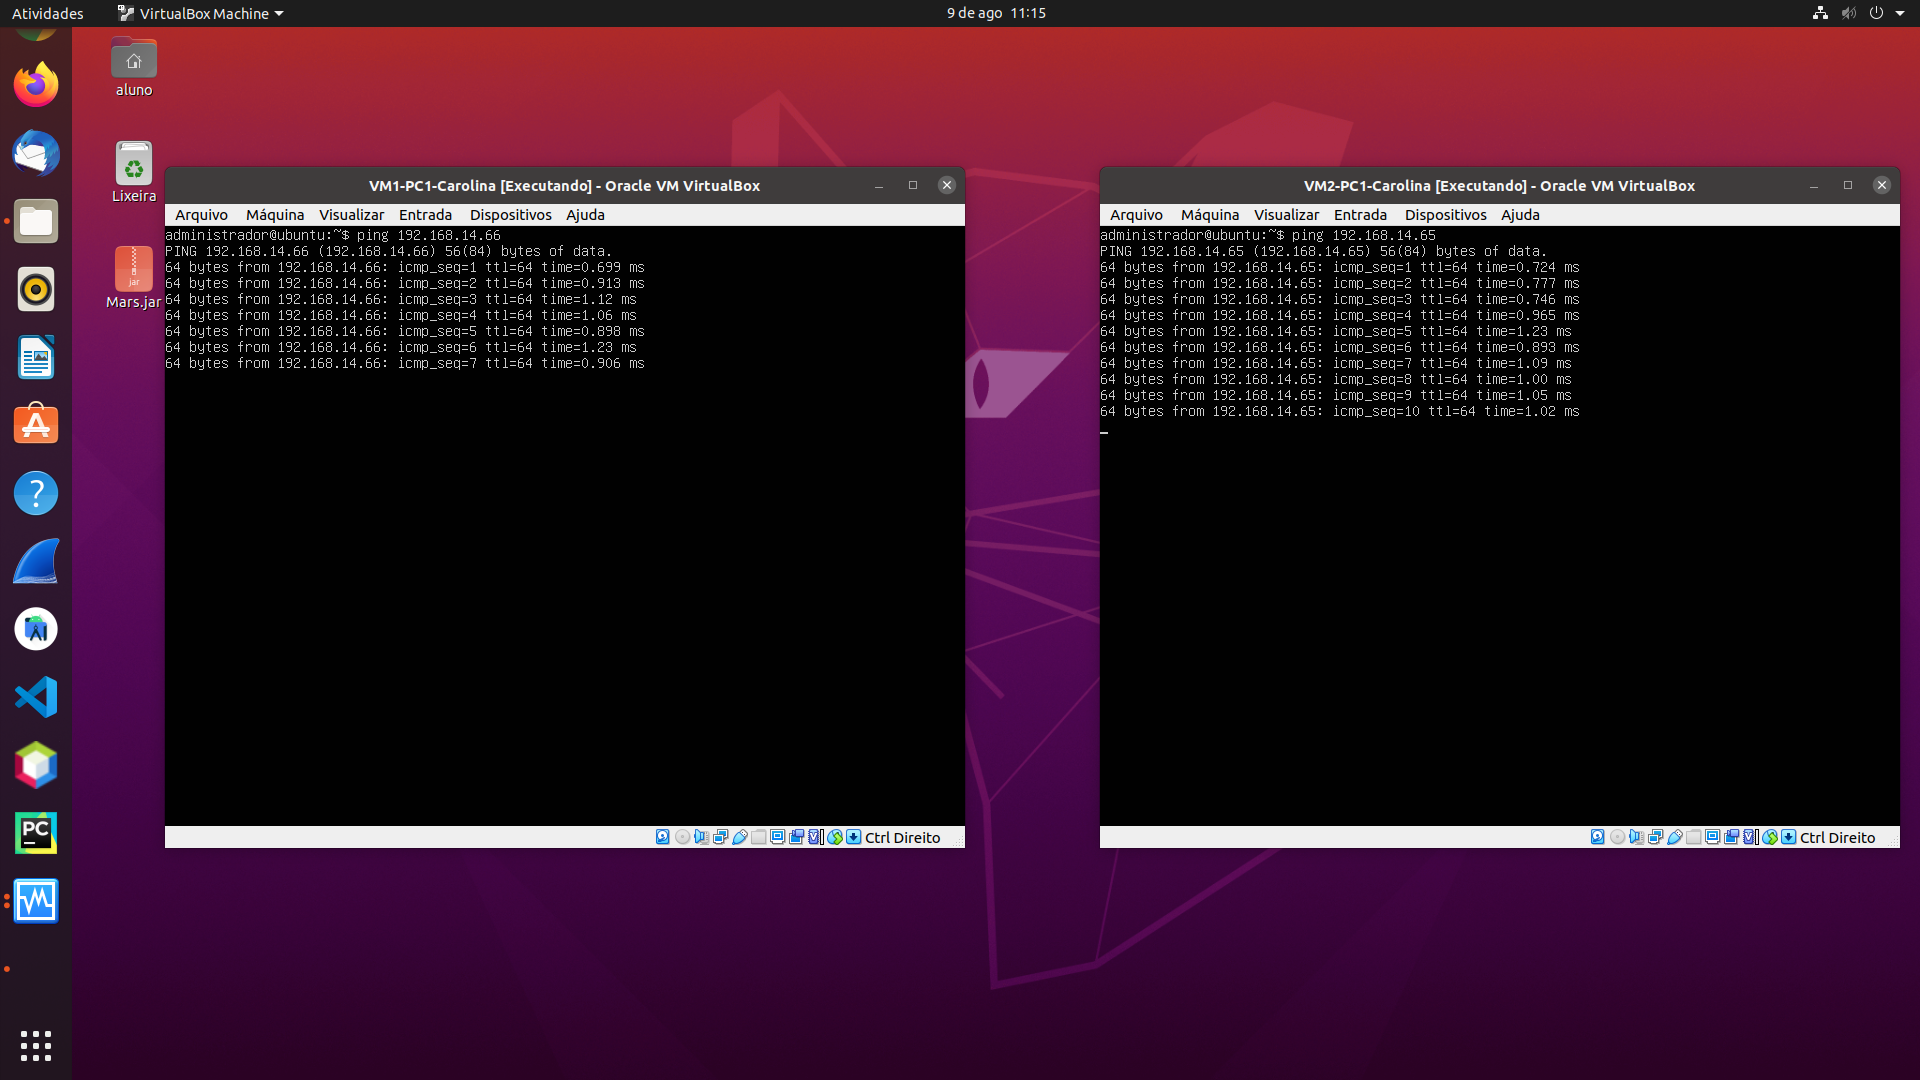 Atividades
VirtualBox Machine
9 de ago 11:15
aluno
Lixeira
jar
Mars.jar
VM1-PC1-Carolina [Executando] - Oracle VM VirtualBox
Arquivo Máquina Visualizar Entrada Dispositivos Ajuda
administrador@ubuntu:~$ ping 192.168.14.66
PING 192.168.14.66 (192.168.14.66) 56(84) bytes of data.
64 bytes from 192.168.14.66: icmp_seq=1 ttl=64 time=0.699 ms
64 bytes from 192.168.14.66: icmp_seq=2 ttl=64 time=0.913 ms
64 bytes from 192.168.14.66: icmp_seq=3 ttl=64 time=1.12 ms
64 bytes from 192.168.14.66: icmp_seq=4 ttl=64 time=1.06 ms
64 bytes from 192.168.14.66: icmp_seq=5 ttl=64 time=0.898 ms
64 bytes from 192.168.14.66: icmp_seq=6 ttl=64 time=1.23 ms
64 bytes from 192.168.14.66: icmp_seq=7 ttl=64 time=0.906 ms
Ctrl Direito
VM2-PC1-Carolina [Executando] - Oracle VM VirtualBox
Arquivo Máquina Visualizar Entrada Dispositivos Ajuda
administrador@ubuntu:~$ ping 192.168.14.65
PING 192.168.14.65 (192.168.14.65) 56(84) bytes of data.
64 bytes from 192.168.14.65: icmp_seq=1 ttl=64 time=0.724 ms
64 bytes from 192.168.14.65: icmp_seq=2 ttl=64 time=0.777 ms
64 bytes from 192.168.14.65: icmp_seq=3 ttl=64 time=0.746 ms
64 bytes from 192.168.14.65: icmp_seq=4 ttl=64 time=0.965 ms
64 bytes from 192.168.14.65: icmp_seq=5 ttl=64 time=1.23 ms
64 bytes from 192.168.14.65: icmp_seq=6 ttl=64 time=0.893 ms
64 bytes from 192.168.14.65: icmp_seq=7 ttl=64 time=1.09 ms
64 bytes from 192.168.14.65: icmp_seq=8 ttl=64 time=1.00 ms
64 bytes from 192.168.14.65: icmp_seq=9 ttl=64 time=1.05 ms
64 bytes from 192.168.14.65: icmp_seq=10 ttl=64 time=1.02 ms
Ctrl Direito
PC